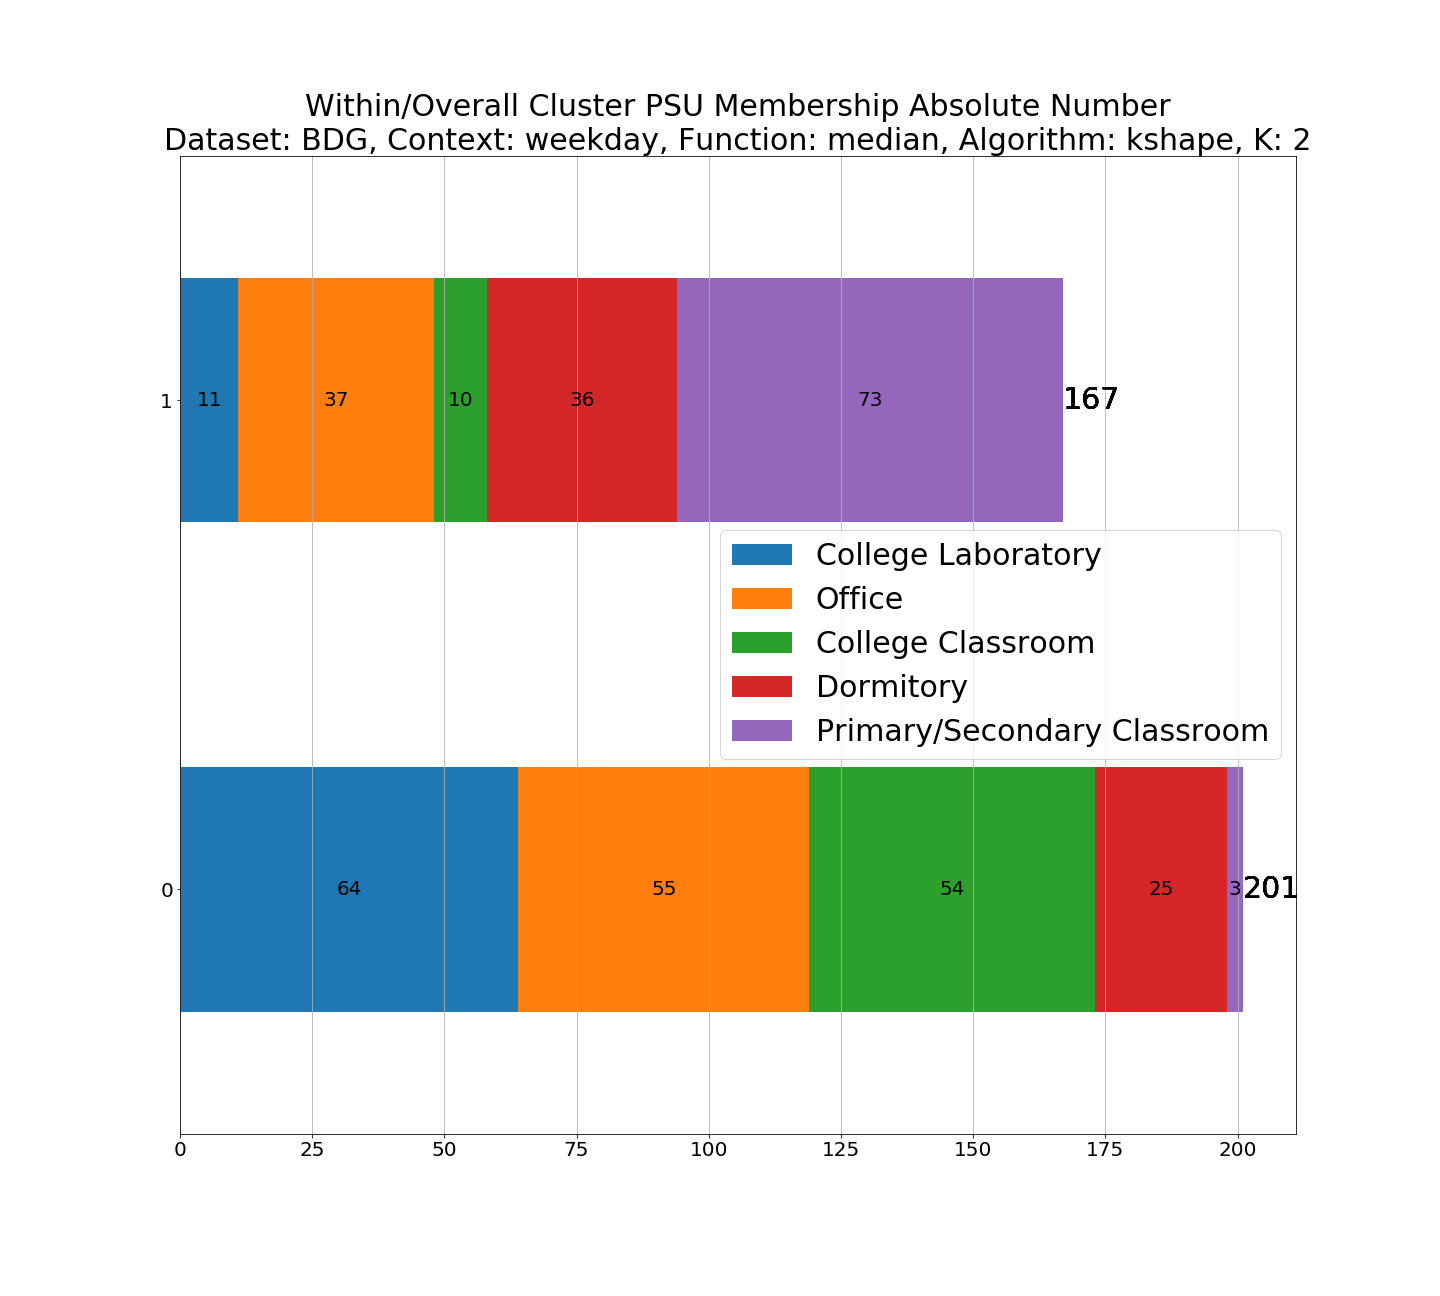 Within/Overall Cluster PSU Membership Absolute Number
Dataset: BDG, Context: weekday, Function: median, Algorithm: kshape, K: 2
1
11
37
10
36
73
167
College Laboratory
Office
College Classroom
Dormitory
Primary/Secondary Classroom
0
64
55
54
25
3
201
0 25 50 75 100 125 150 175 200